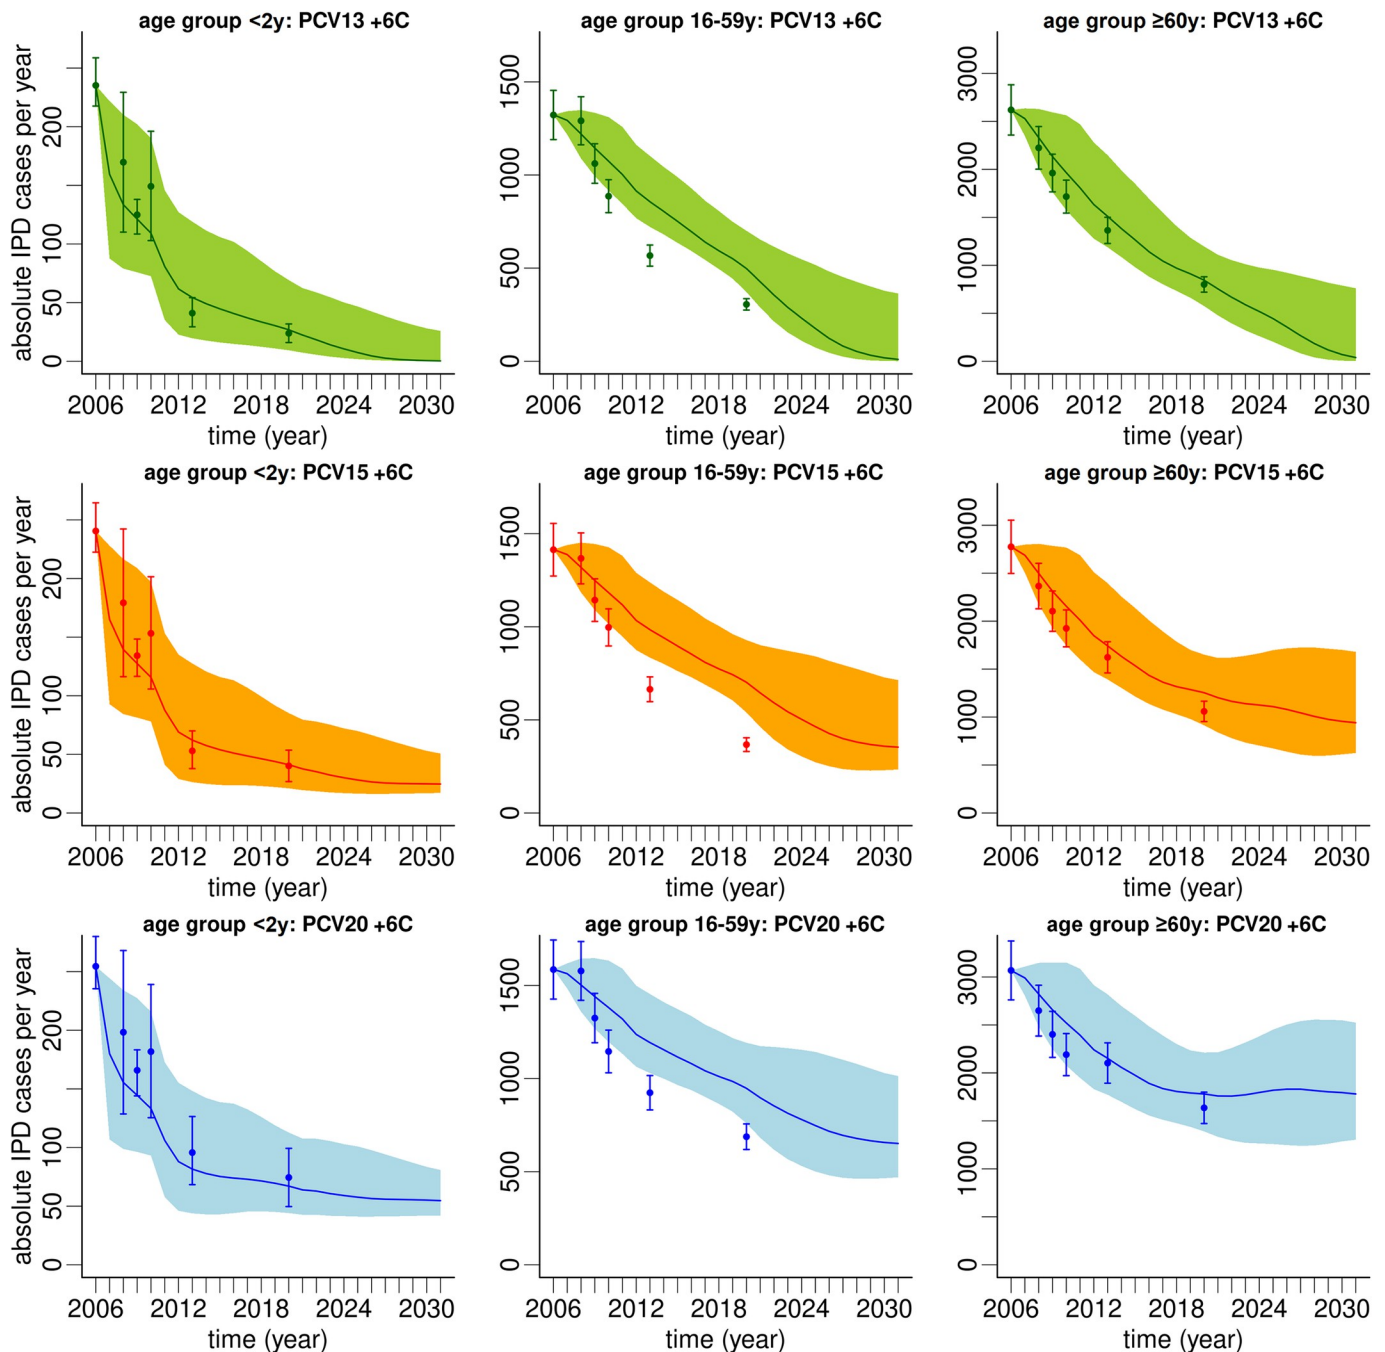 age group <2y: PCV13 +6C
age group 16-59y: PCV13 +6C
age group ≥60y: PCV13 +6C
absolute IPD cases per year
0 50 100 200
0 500 1000 1500
0 1000 2000 3000
2006 2012 2018 2024 2030
2006 2012 2018 2024 2030
2006 2012 2018 2024 2030
time (year)
time (year)
time (year)
age group <2y: PCV15 +6C
age group 16-59y: PCV15 +6C
age group ≥60y: PCV15 +6C
absolute IPD cases per year
0 50 100 200
0 500 1000 1500
0 1000 2000 3000
2006 2012 2018 2024 2030
2006 2012 2018 2024 2030
2006 2012 2018 2024 2030
time (year)
time (year)
time (year)
age group <2y: PCV20 +6C
age group 16-59y: PCV20 +6C
age group ≥60y: PCV20 +6C
absolute IPD cases per year
0 50 100 200
0 500 1000 1500
0 1000 2000 3000
2006 2012 2018 2024 2030
2006 2012 2018 2024 2030
2006 2012 2018 2024 2030
time (year)
time (year)
time (year)